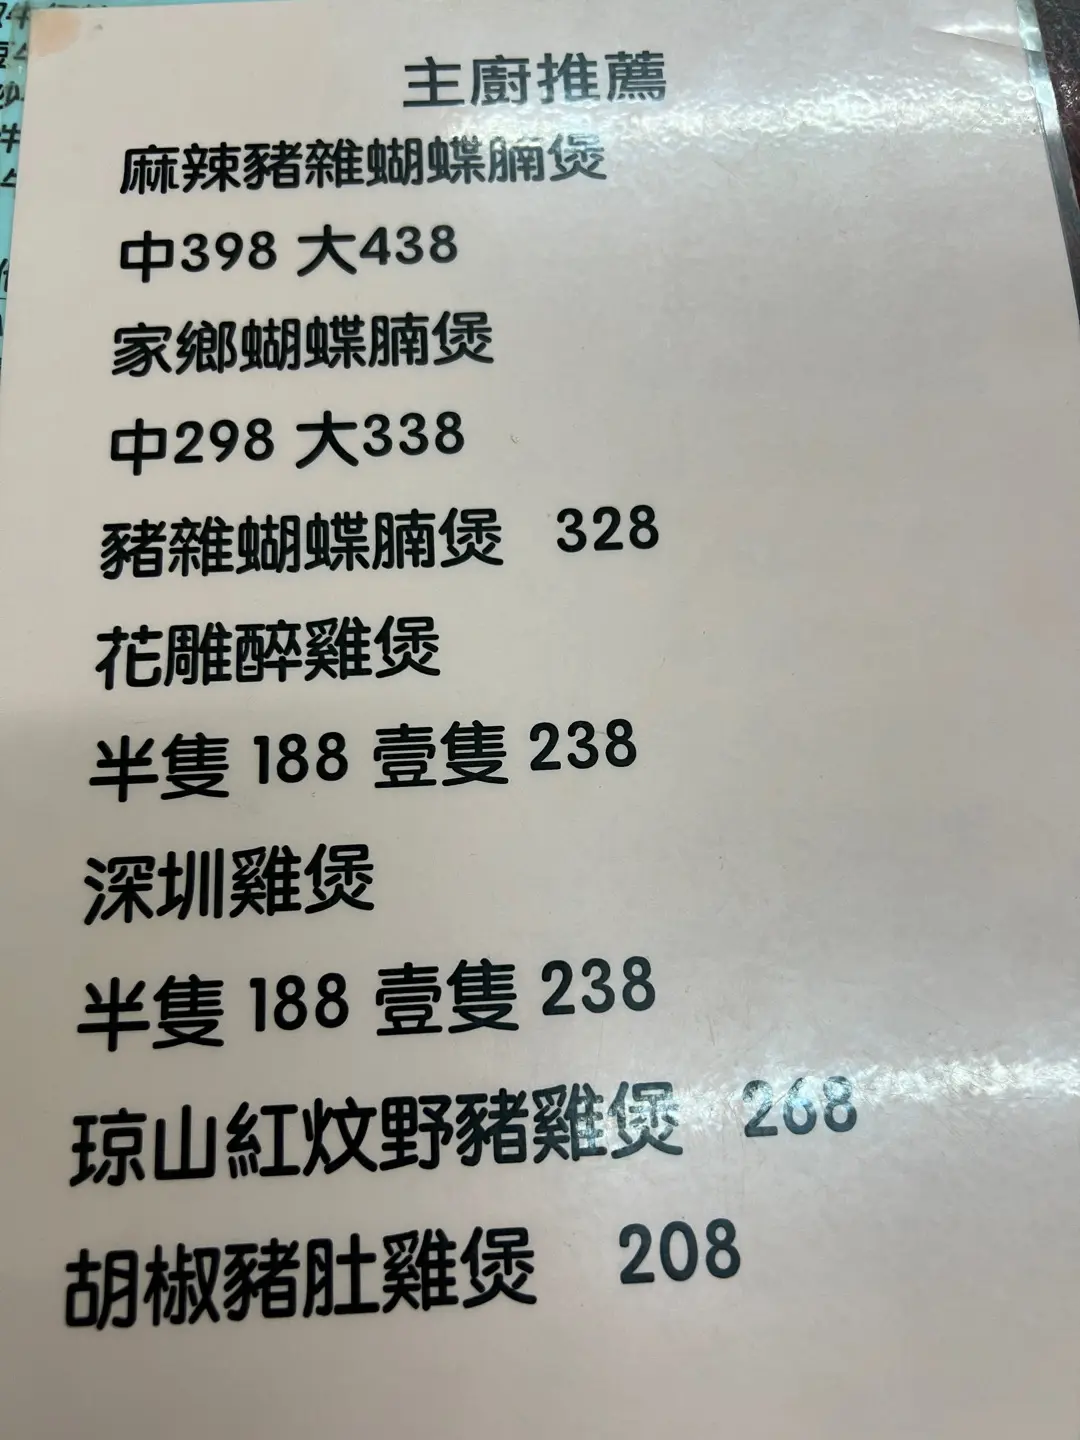 主廚推薦
麻辣豬雜蝴蝶腩煲
中398 大438
家鄉蝴蝶腩煲
中298 大338
豬雜蝴蝶腩煲 328
花雕醉雞煲
半隻 188 壹隻 238
深圳雞煲
半隻 188 壹隻 238
琼山紅炆野豬雞煲 268
胡椒豬肚雞煲 208